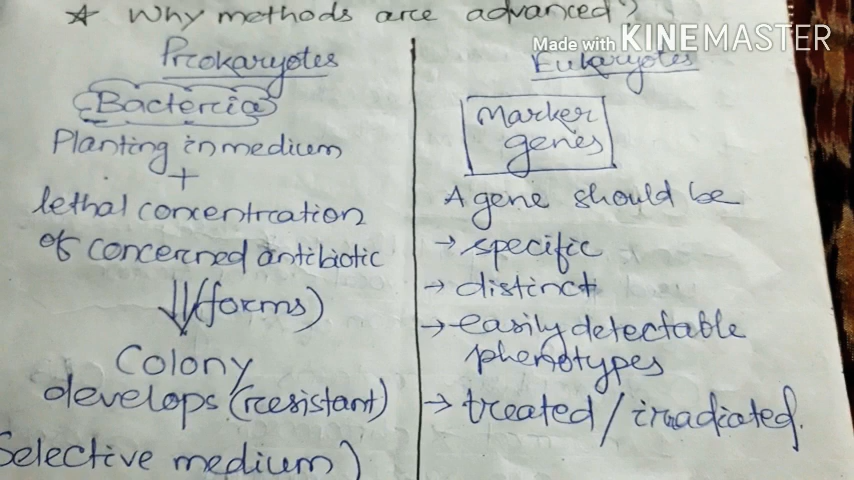 * Why methods are advanced?
Made with KINEMASTER
Prokaryotes
Bacteria
Planting in medium
+
lethal concentration
of concerned antibiotic
(forms)
Colony
develops (resistant)
Selective medium)
Eukaryotes
Marker
genes
A gene should be
→ specific
→ distinct
→ easily detectable
phenotypes
→ treated / irradiated.